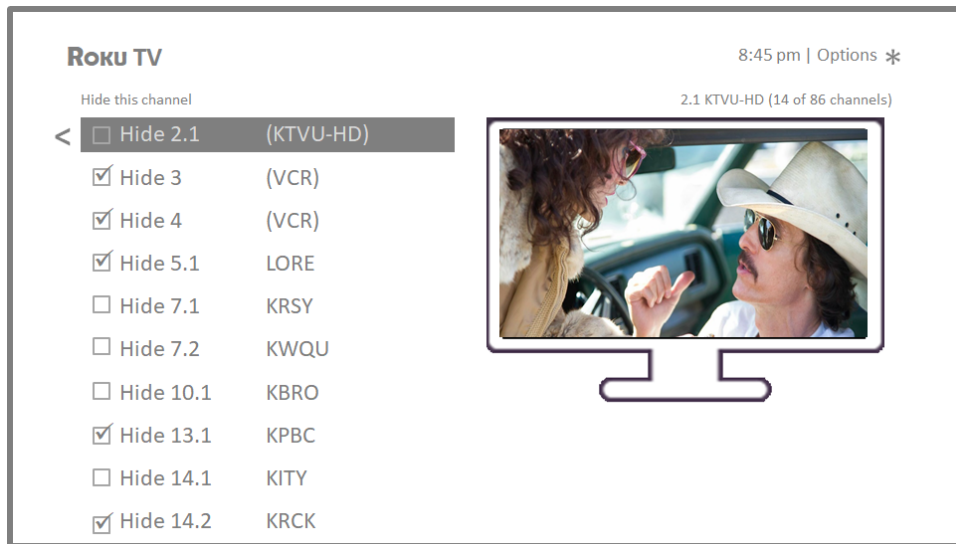 ROKU TV
8:45 pm | Options *
Hide this channel
2.1 KTVU-HD (14 of 86 channels)
< Hide 2.1 (KTVU-HD)
Hide 3 (VCR)
Hide 4 (VCR)
Hide 5.1 LORE
Hide 7.1 KRSY
Hide 7.2 KWQU
Hide 10.1 KBRO
Hide 13.1 KPBC
Hide 14.1 KITY
Hide 14.2 KRCK